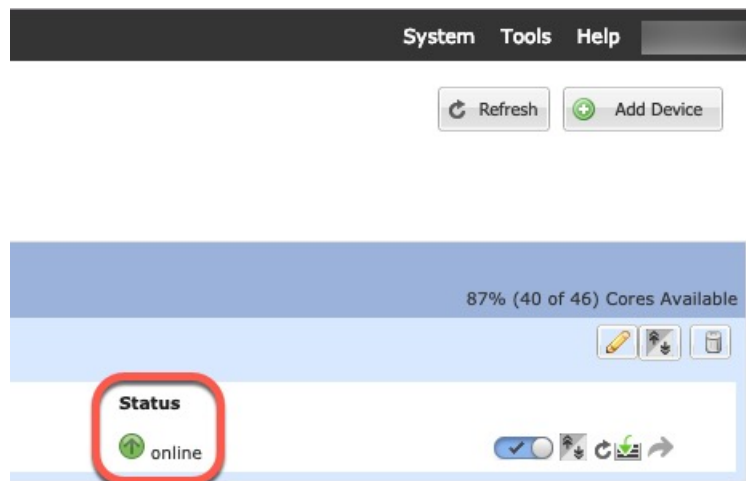 System Tools Help
Refresh Add Device
87% (40 of 46) Cores Available
Status
online